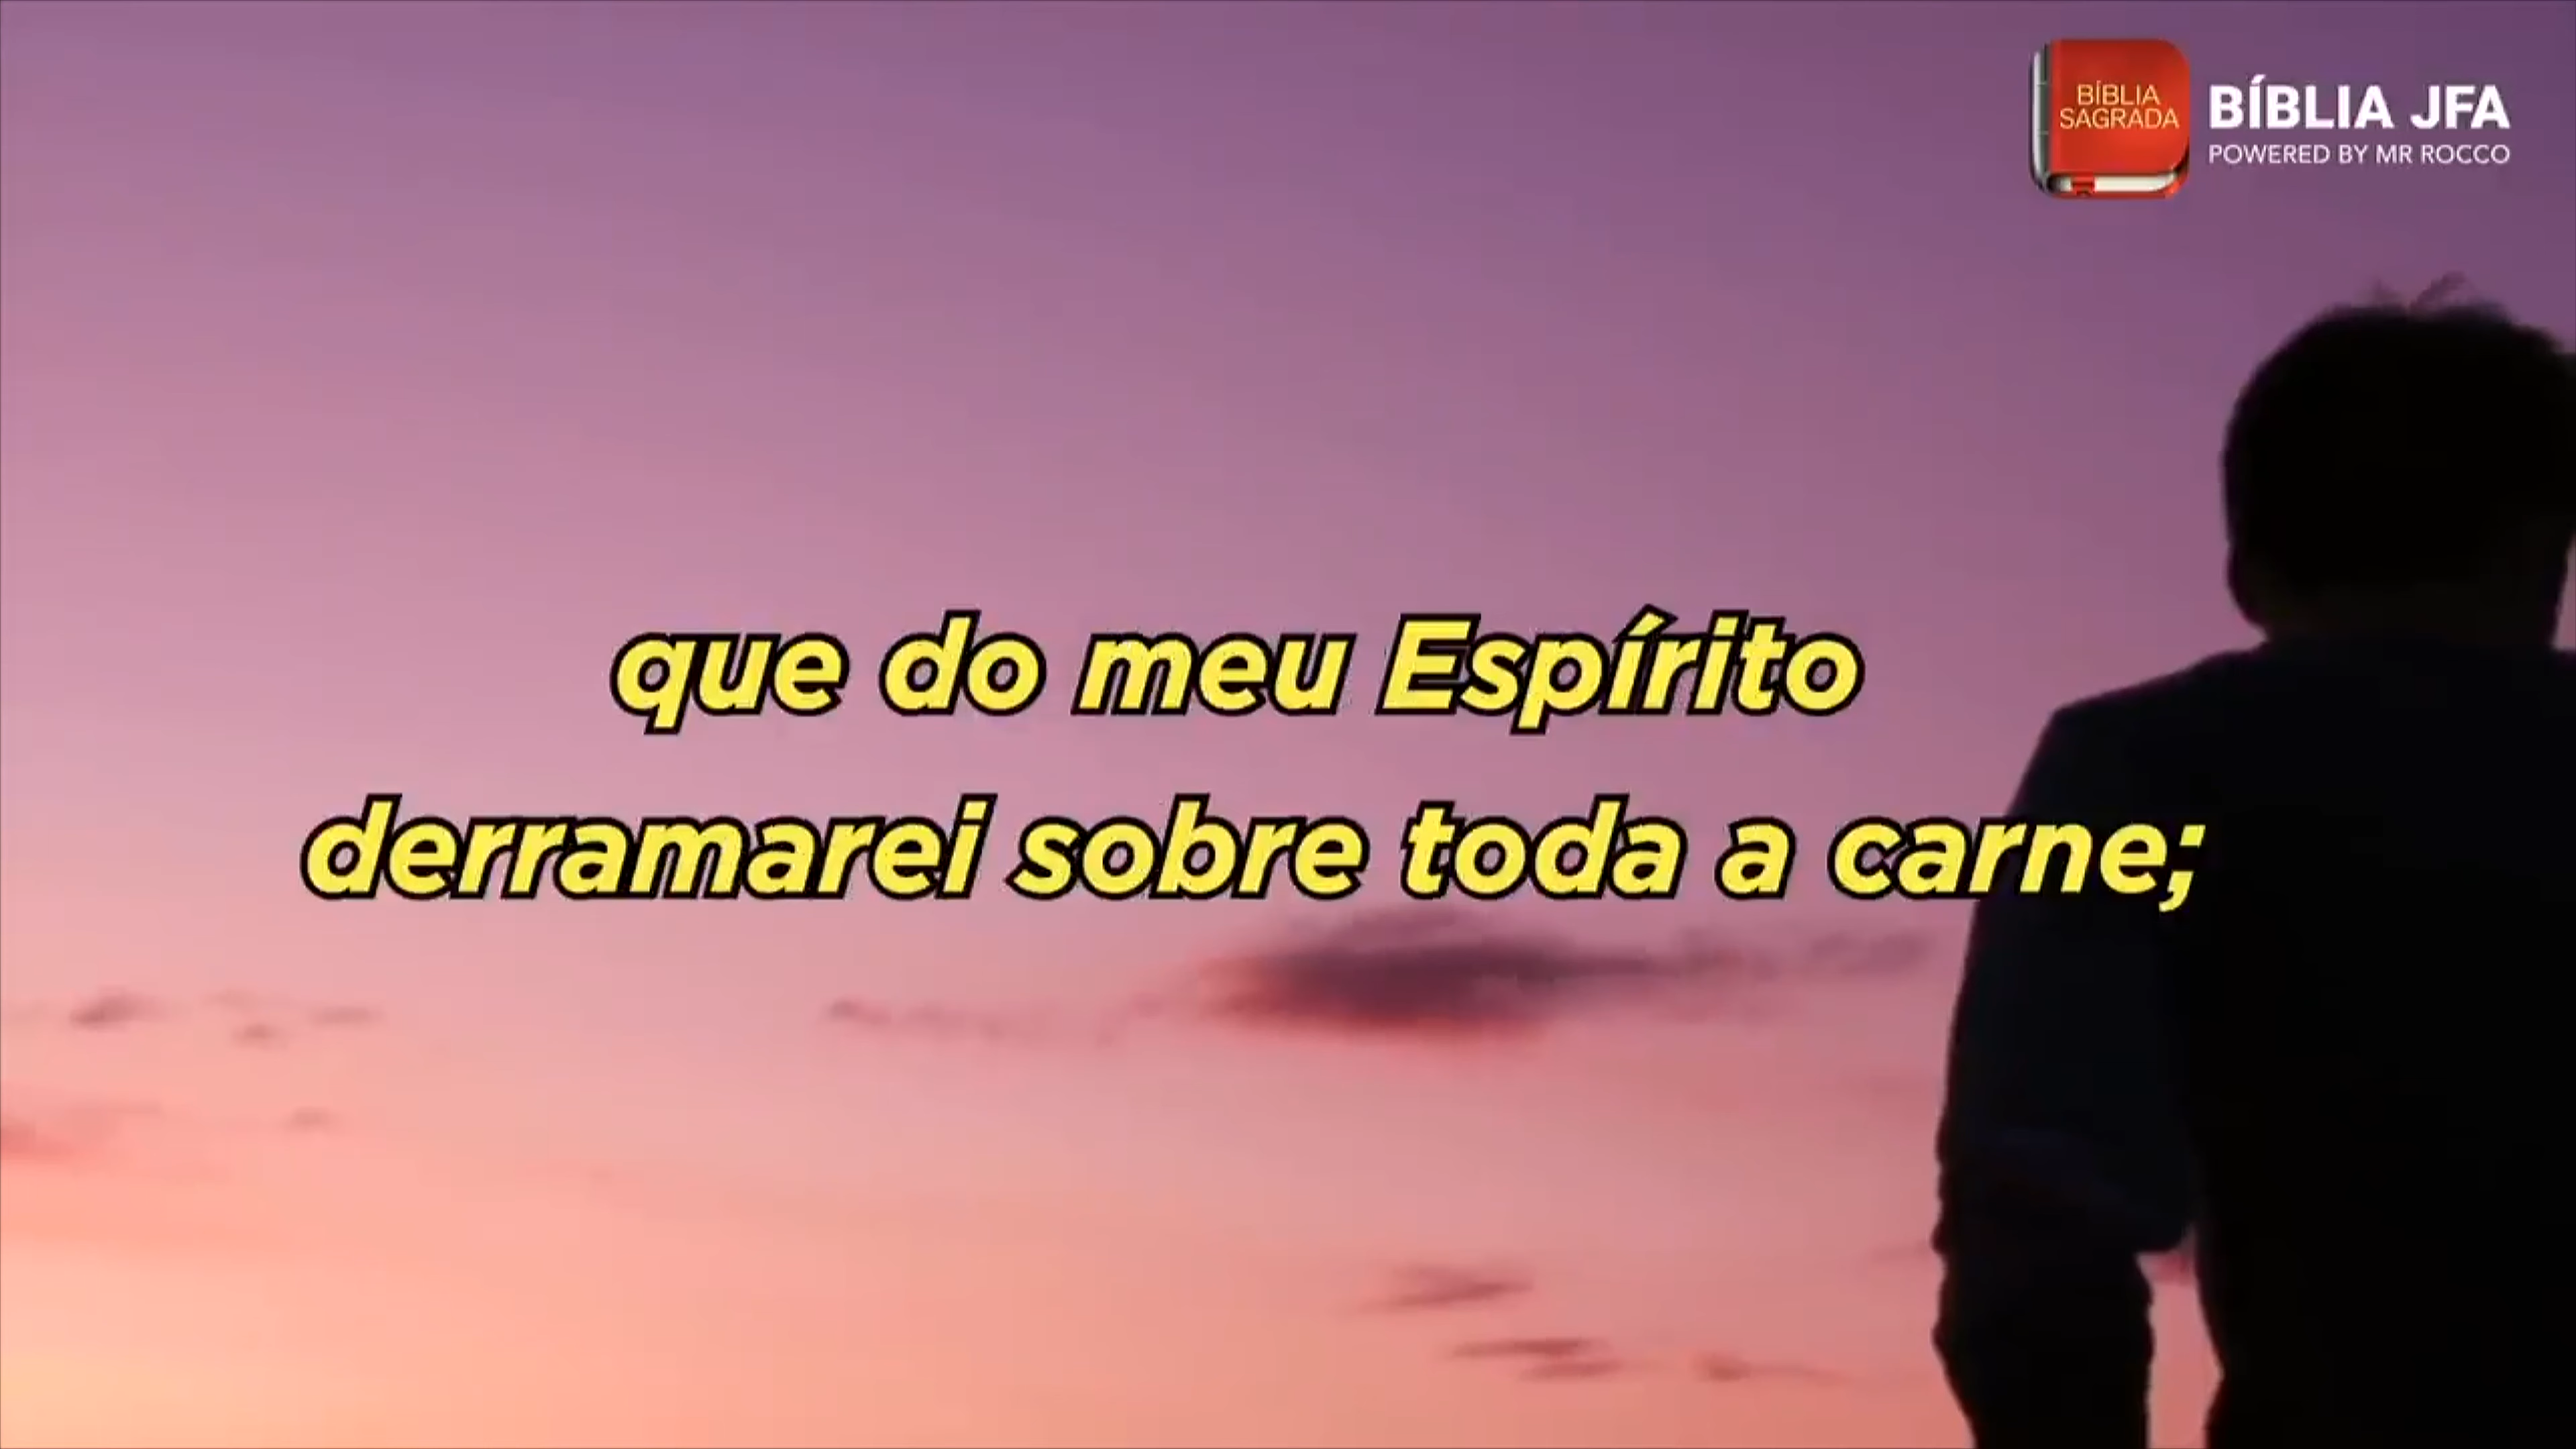 BÍBLIA
SAGRADA
BÍBLIA JFA
POWERED BY MR ROCCO
que do meu Espírito
derramarei sobre toda a carne;